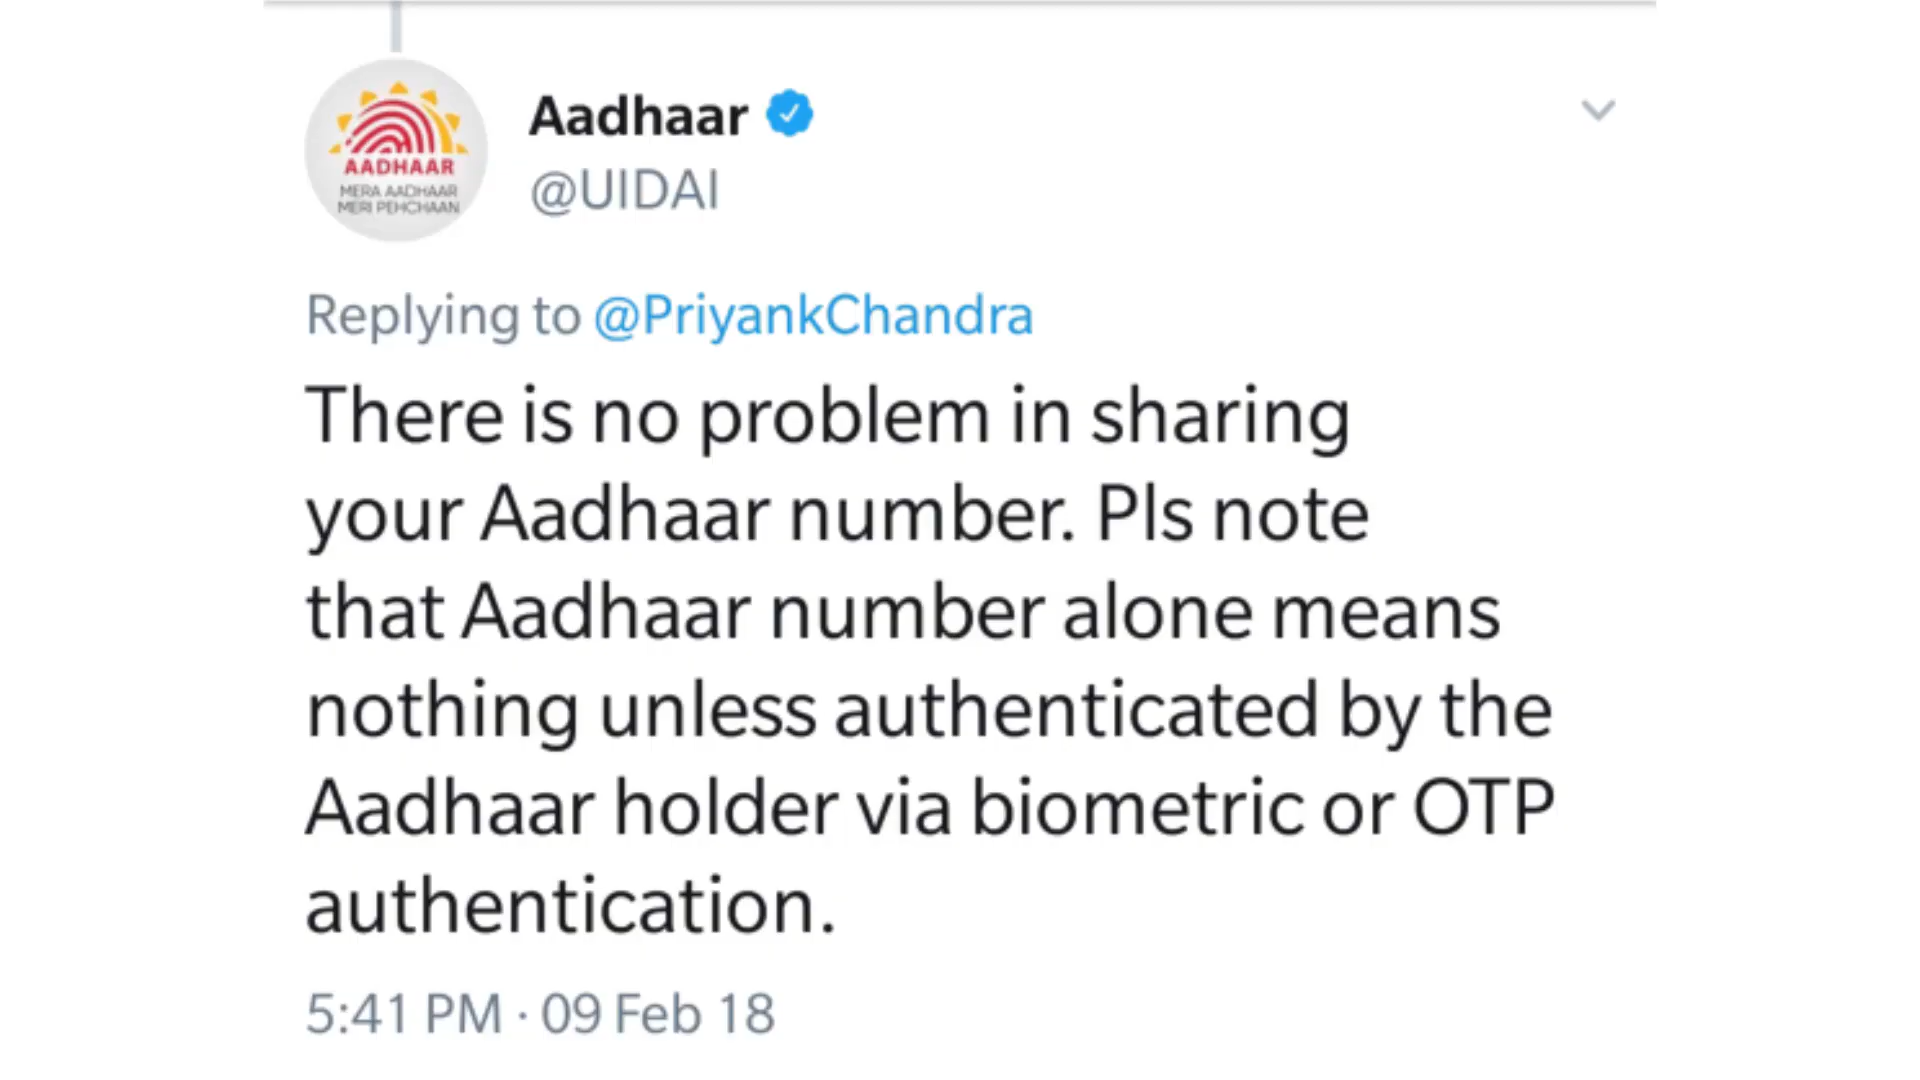 AADHAAR
MERA AADHAAR
MERI PEHCHAAN
Aadhaar
@UIDAI
Replying to @PriyankChandra
There is no problem in sharing
your Aadhaar number. Pls note
that Aadhaar number alone means
nothing unless authenticated by the
Aadhaar holder via biometric or OTP
authentication.
5:41 PM · 09 Feb 18